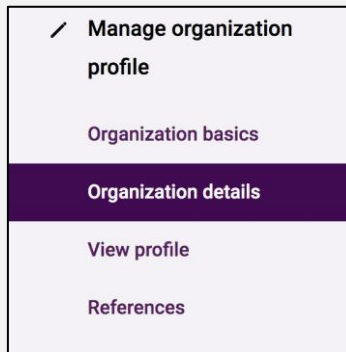 Manage organization
profile
Organization basics
Organization details
View profile
References